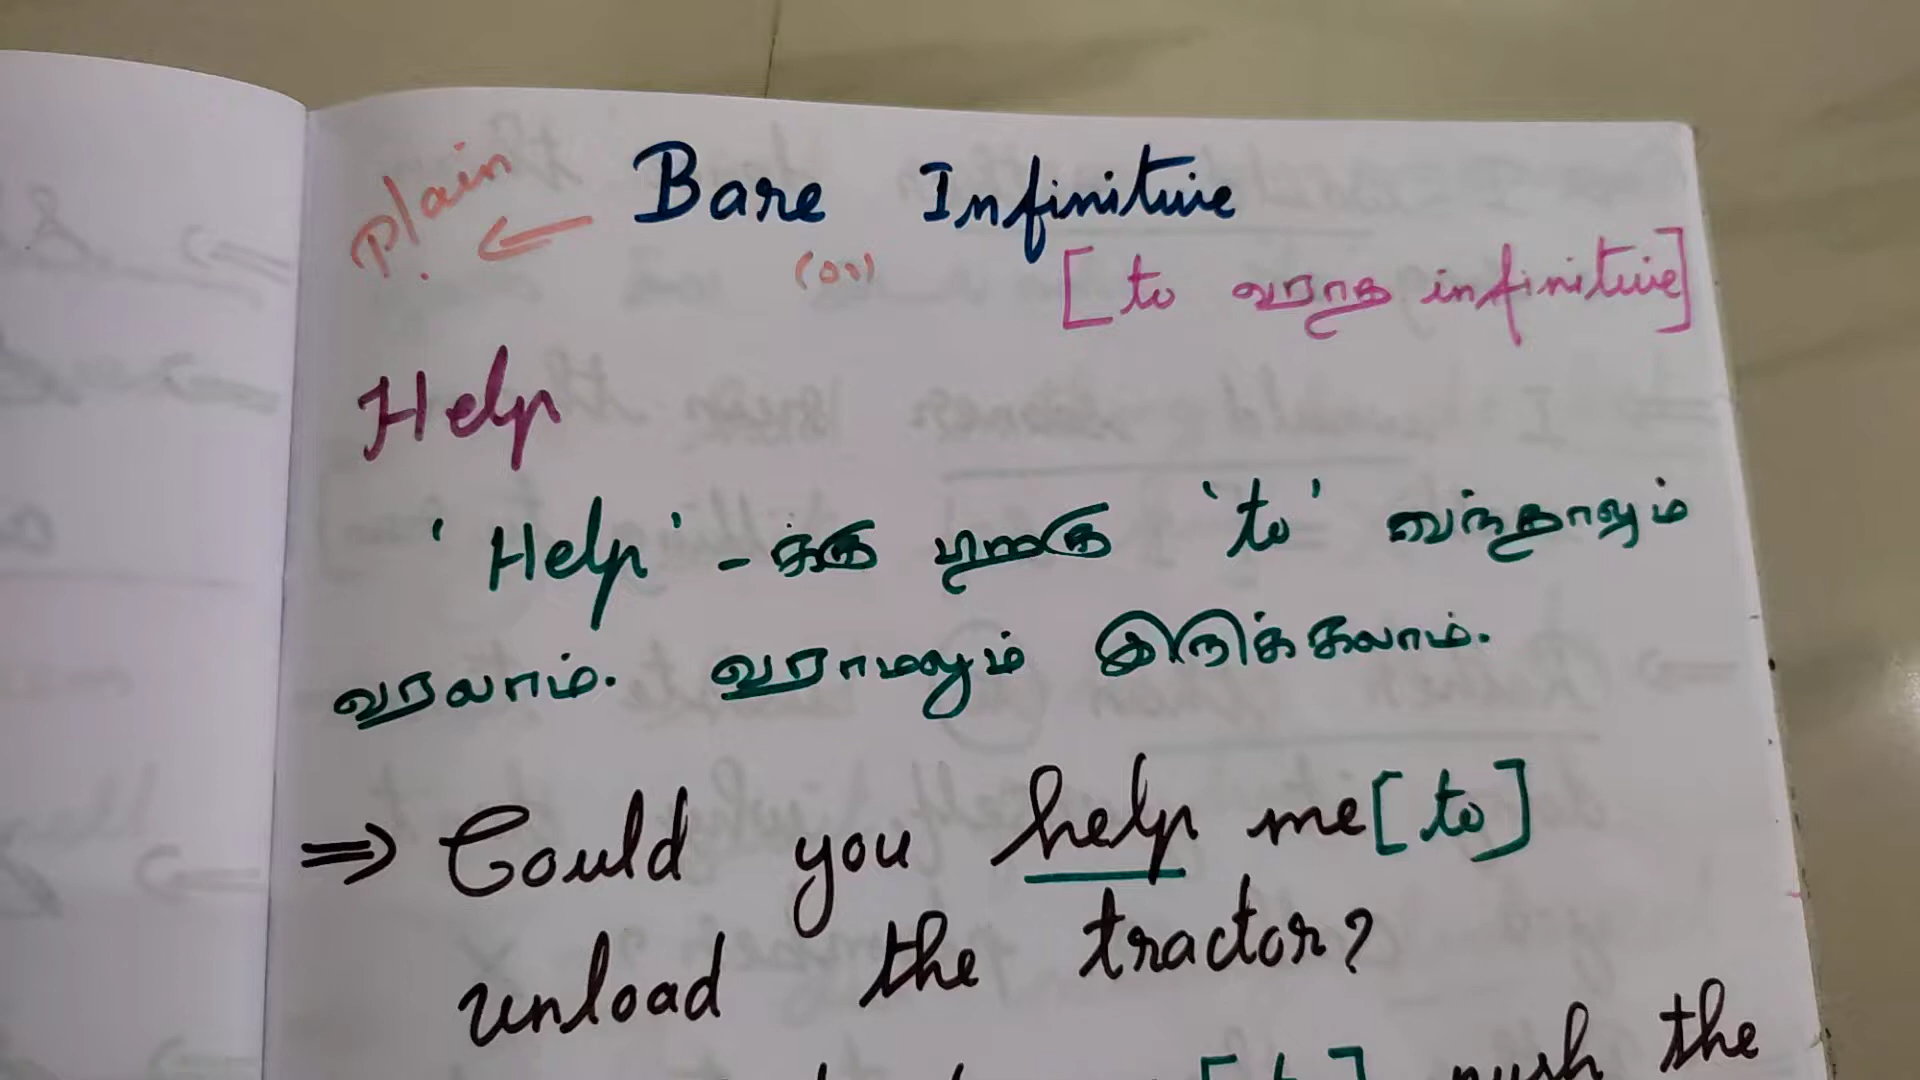 Plain ⇐ Bare Infinitive
(or)
[to வராத infinitive]
Help
'Help' - க்கு பிறகு 'to' வந்தாலும்
வரலாம். வராமலும் இருக்கலாம்.
⇒ Could you help me [to]
unload the tractor?
push the